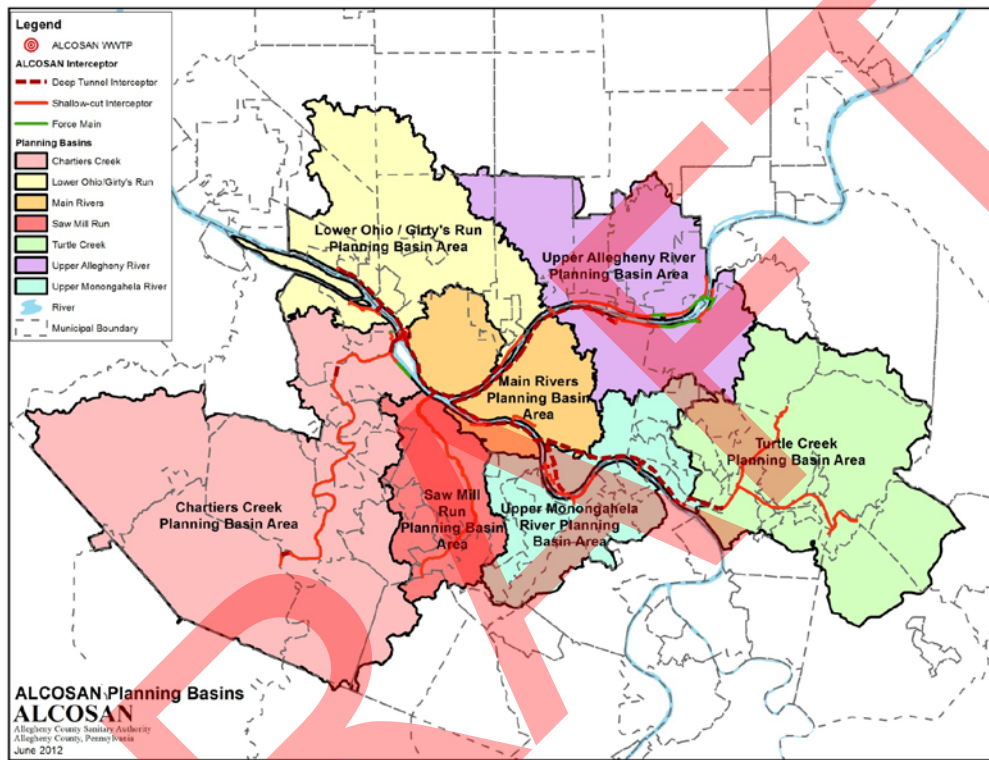 Legend
ALCOSAN WWTP
ALCOSAN Interceptor
Deep Tunnel Interceptor
Shallow-cut Interceptor
Force Main
Planning Basins
Chartiers Creek
Lower Ohio/Girty's Run
Main Rivers
Saw Mill Run
Turtle Creek
Upper Allegheny River
Upper Monongahela River
River
Municipal Boundary
Lower Ohio / Girty's Run
Planning Basin Area
Upper Allegheny River
Planning Basin Area
Main Rivers
Planning Basin
Area
Turtle Creek
Planning Basin Area
Chartiers Creek
Planning Basin Area
Saw Mill
Run
Planning Basin
Area
Upper Monongahela
River Planning
Basin Area
DRAFT
ALCOSAN Planning Basins
ALCOSAN
Allegheny County Sanitary Authority
Allegheny County, Pennsylvania
June 2012